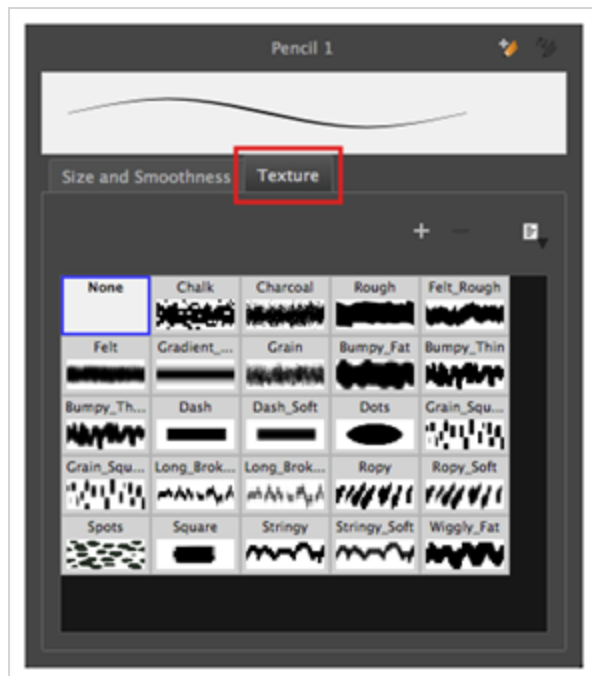 Pencil 1
Size and Smoothness Texture
None Chalk Charcoal Rough Felt_Rough
Felt Gradient_... Grain Bumpy_Fat Bumpy_Thin
Bumpy_Th... Dash Dash_Soft Dots Grain_Squ...
Grain_Squ... Long_Brok... Long_Brok... Ropy Ropy_Soft
Spots Square Stringy Stringy_Soft Wiggly_Fat